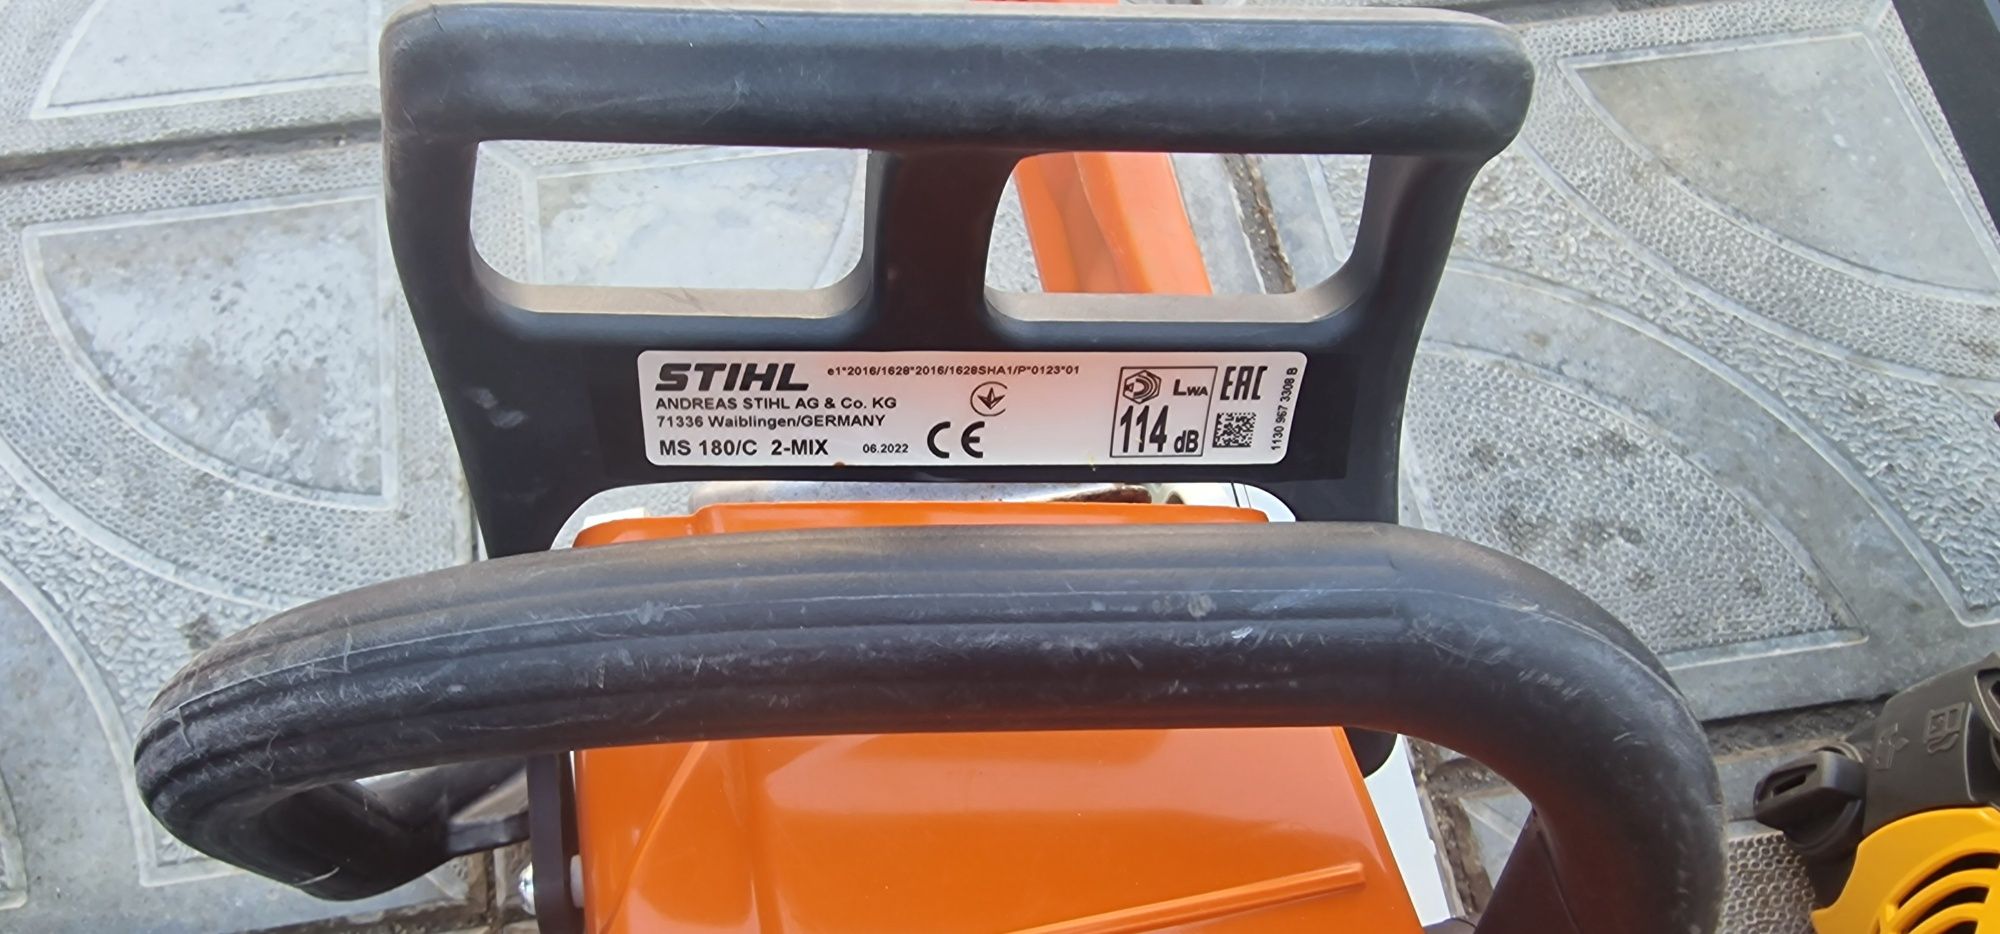 STIHL e1*2016/1628*2016/1628SHA1/P*0123*01
ANDREAS STIHL AG & Co. KG
71336 Waiblingen/GERMANY
MS 180/C 2-MIX 06.2022 CE
LWA
114 dB
EAC
1130 967 3308 B